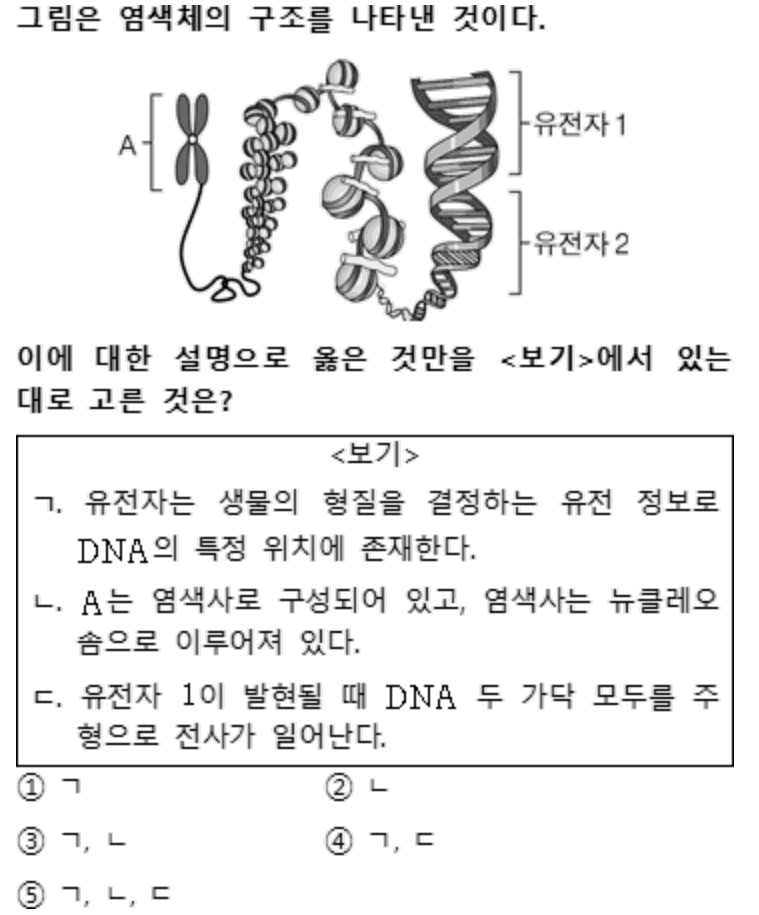 그림은 염색체의 구조를 나타낸 것이다.
A
유전자 1
유전자 2
이에 대한 설명으로 옳은 것만을 <보기>에서 있는
대로 고른 것은?
<보기>
ㄱ. 유전자는 생물의 형질을 결정하는 유전 정보로
DNA의 특정 위치에 존재한다.
ㄴ. A는 염색사로 구성되어 있고, 염색사는 뉴클레오
솜으로 이루어져 있다.
ㄷ. 유전자 1이 발현될 때 DNA 두 가닥 모두를 주
형으로 전사가 일어난다.
① ㄱ ② ㄴ
③ ㄱ, ㄴ ④ ㄱ, ㄷ
⑤ ㄱ, ㄴ, ㄷ